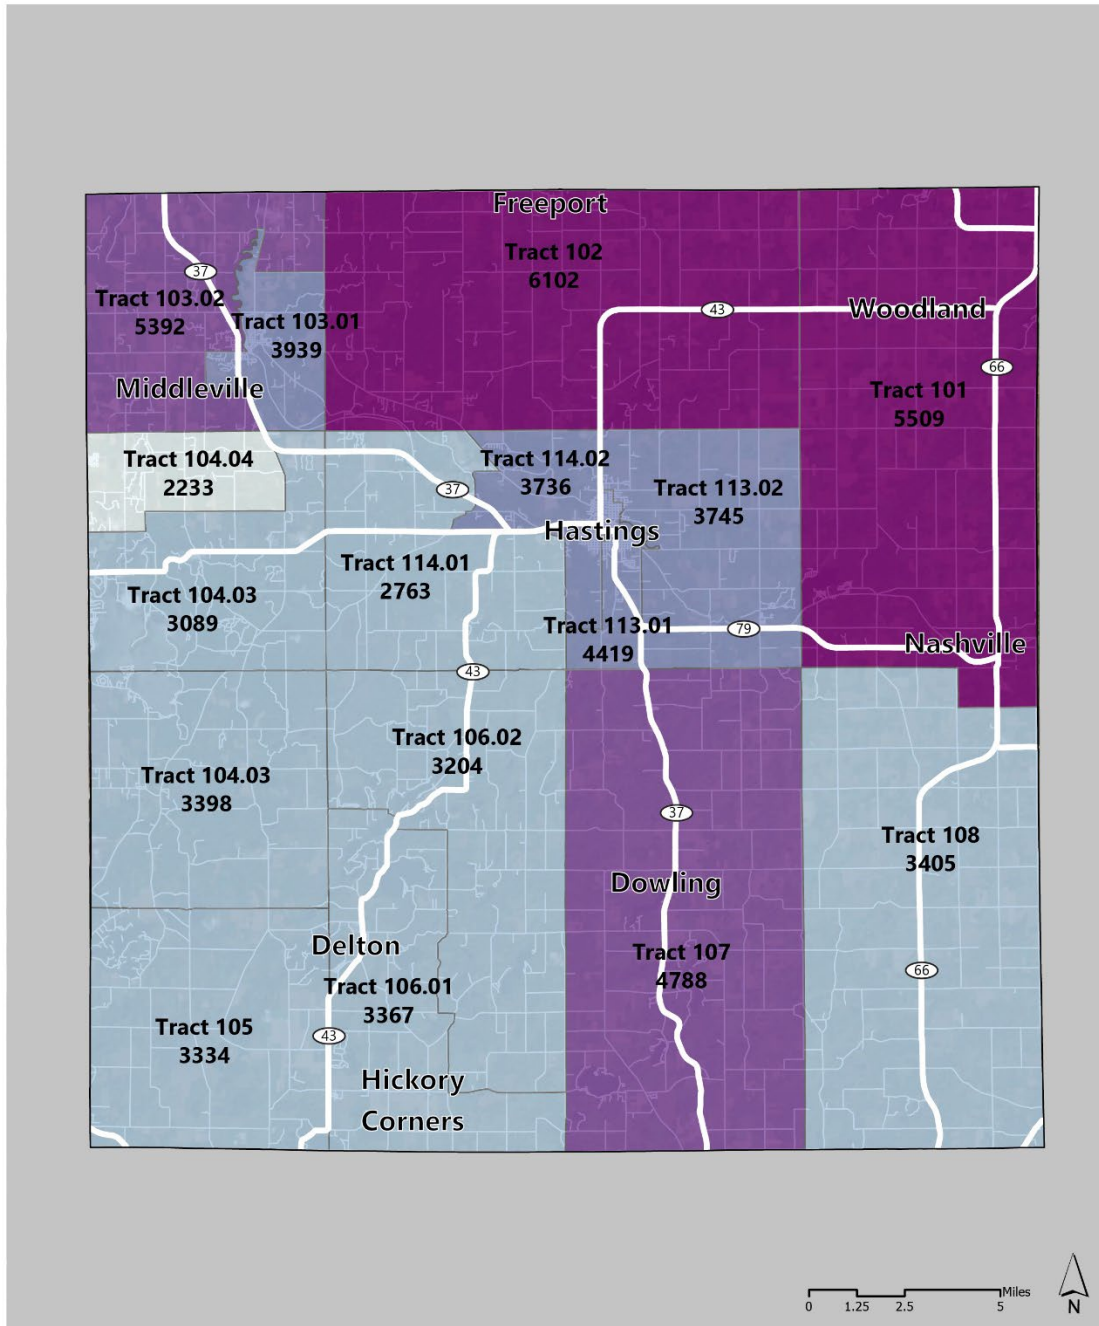 Freeport
Tract 102
6102
37
Tract 103.02
5392
Tract 103.01
3939
43
Woodland
66
Middleville
Tract 101
5509
Tract 104.04
2233
Tract 114.02
3736
37
Tract 113.02
3745
Hastings
Tract 114.01
2763
Tract 104.03
3089
Tract 113.01
4419
79
Nashville
43
Tract 106.02
3204
Tract 104.03
3398
37
Tract 108
3405
Dowling
Delton
Tract 107
4788
66
Tract 106.01
3367
Tract 105
3334
43
Hickory
Corners
Miles
0 1.25 2.5 5
N